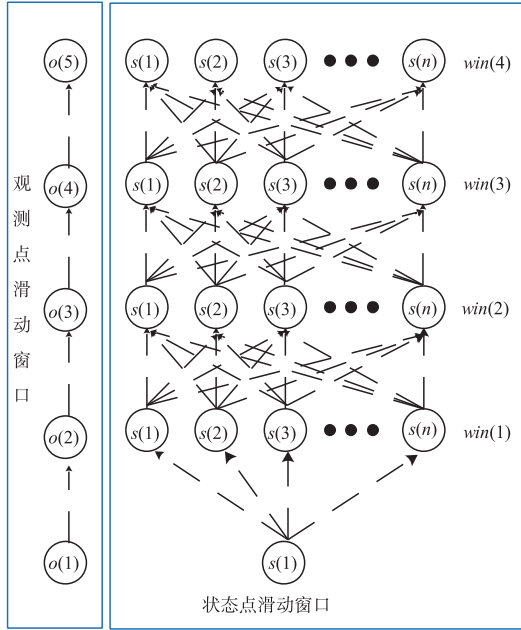 观测点滑动窗口
o(5)
o(4)
o(3)
o(2)
o(1)
s(1) s(2) s(3) ●●● s(n) win(4)
s(1) s(2) s(3) ●●● s(n) win(3)
s(1) s(2) s(3) ●●● s(n) win(2)
s(1) s(2) s(3) ●●● s(n) win(1)
s(1)
状态点滑动窗口